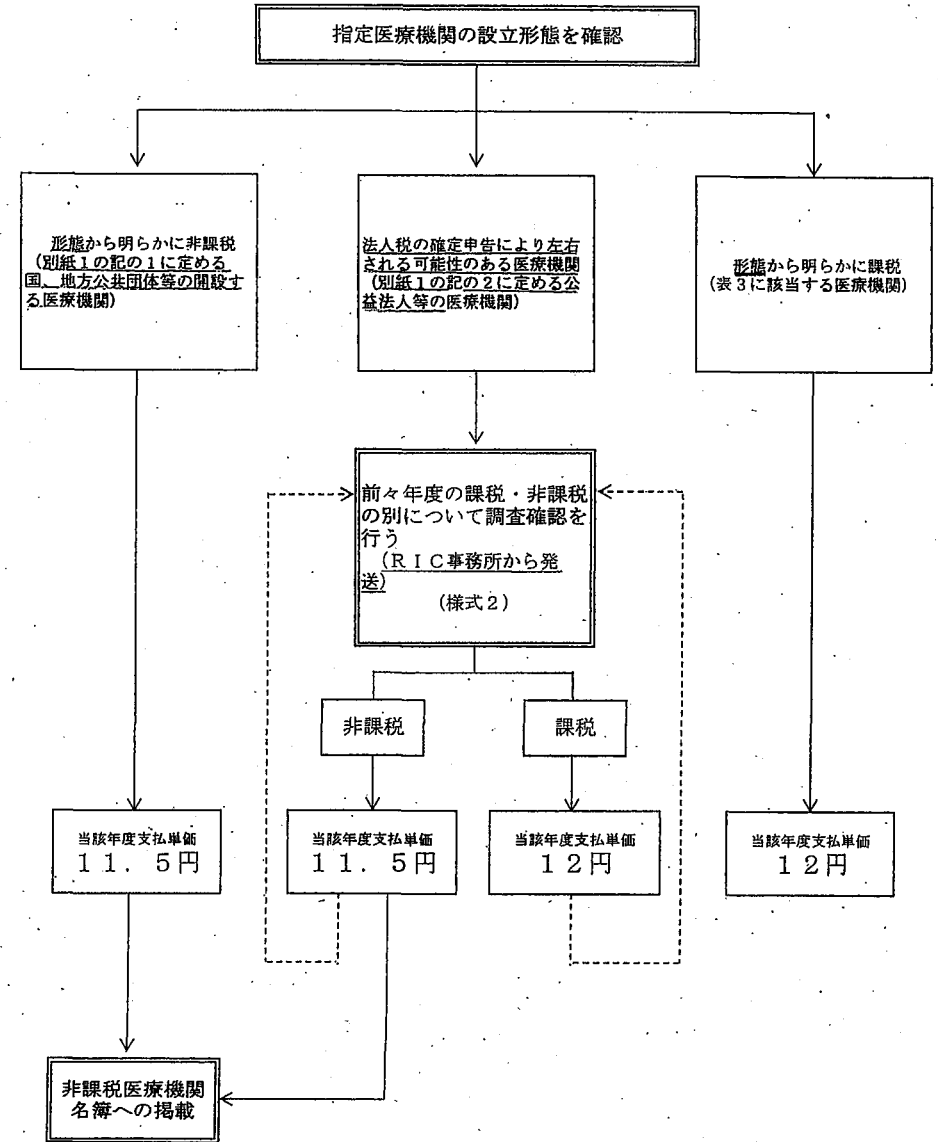 指定医療機関の設立形態を確認
形態から明らかに非課税
（別紙１の記の１に定める
国、地方公共団体等の開設す
る医療機関）
法人税の確定申告により左右
される可能性のある医療機関
（別紙１の記の２に定める公
益法人等の医療機関）
形態から明らかに課税
（表３に該当する医療機関）
前々年度の課税・非課税
の別について調査確認を
行う
（ＲＩＣ事務所から発
送）
（様式２）
非課税
課税
当該年度支払単価
１１．５円
当該年度支払単価
１１．５円
当該年度支払単価
１２円
当該年度支払単価
１２円
非課税医療機関
名簿への掲載